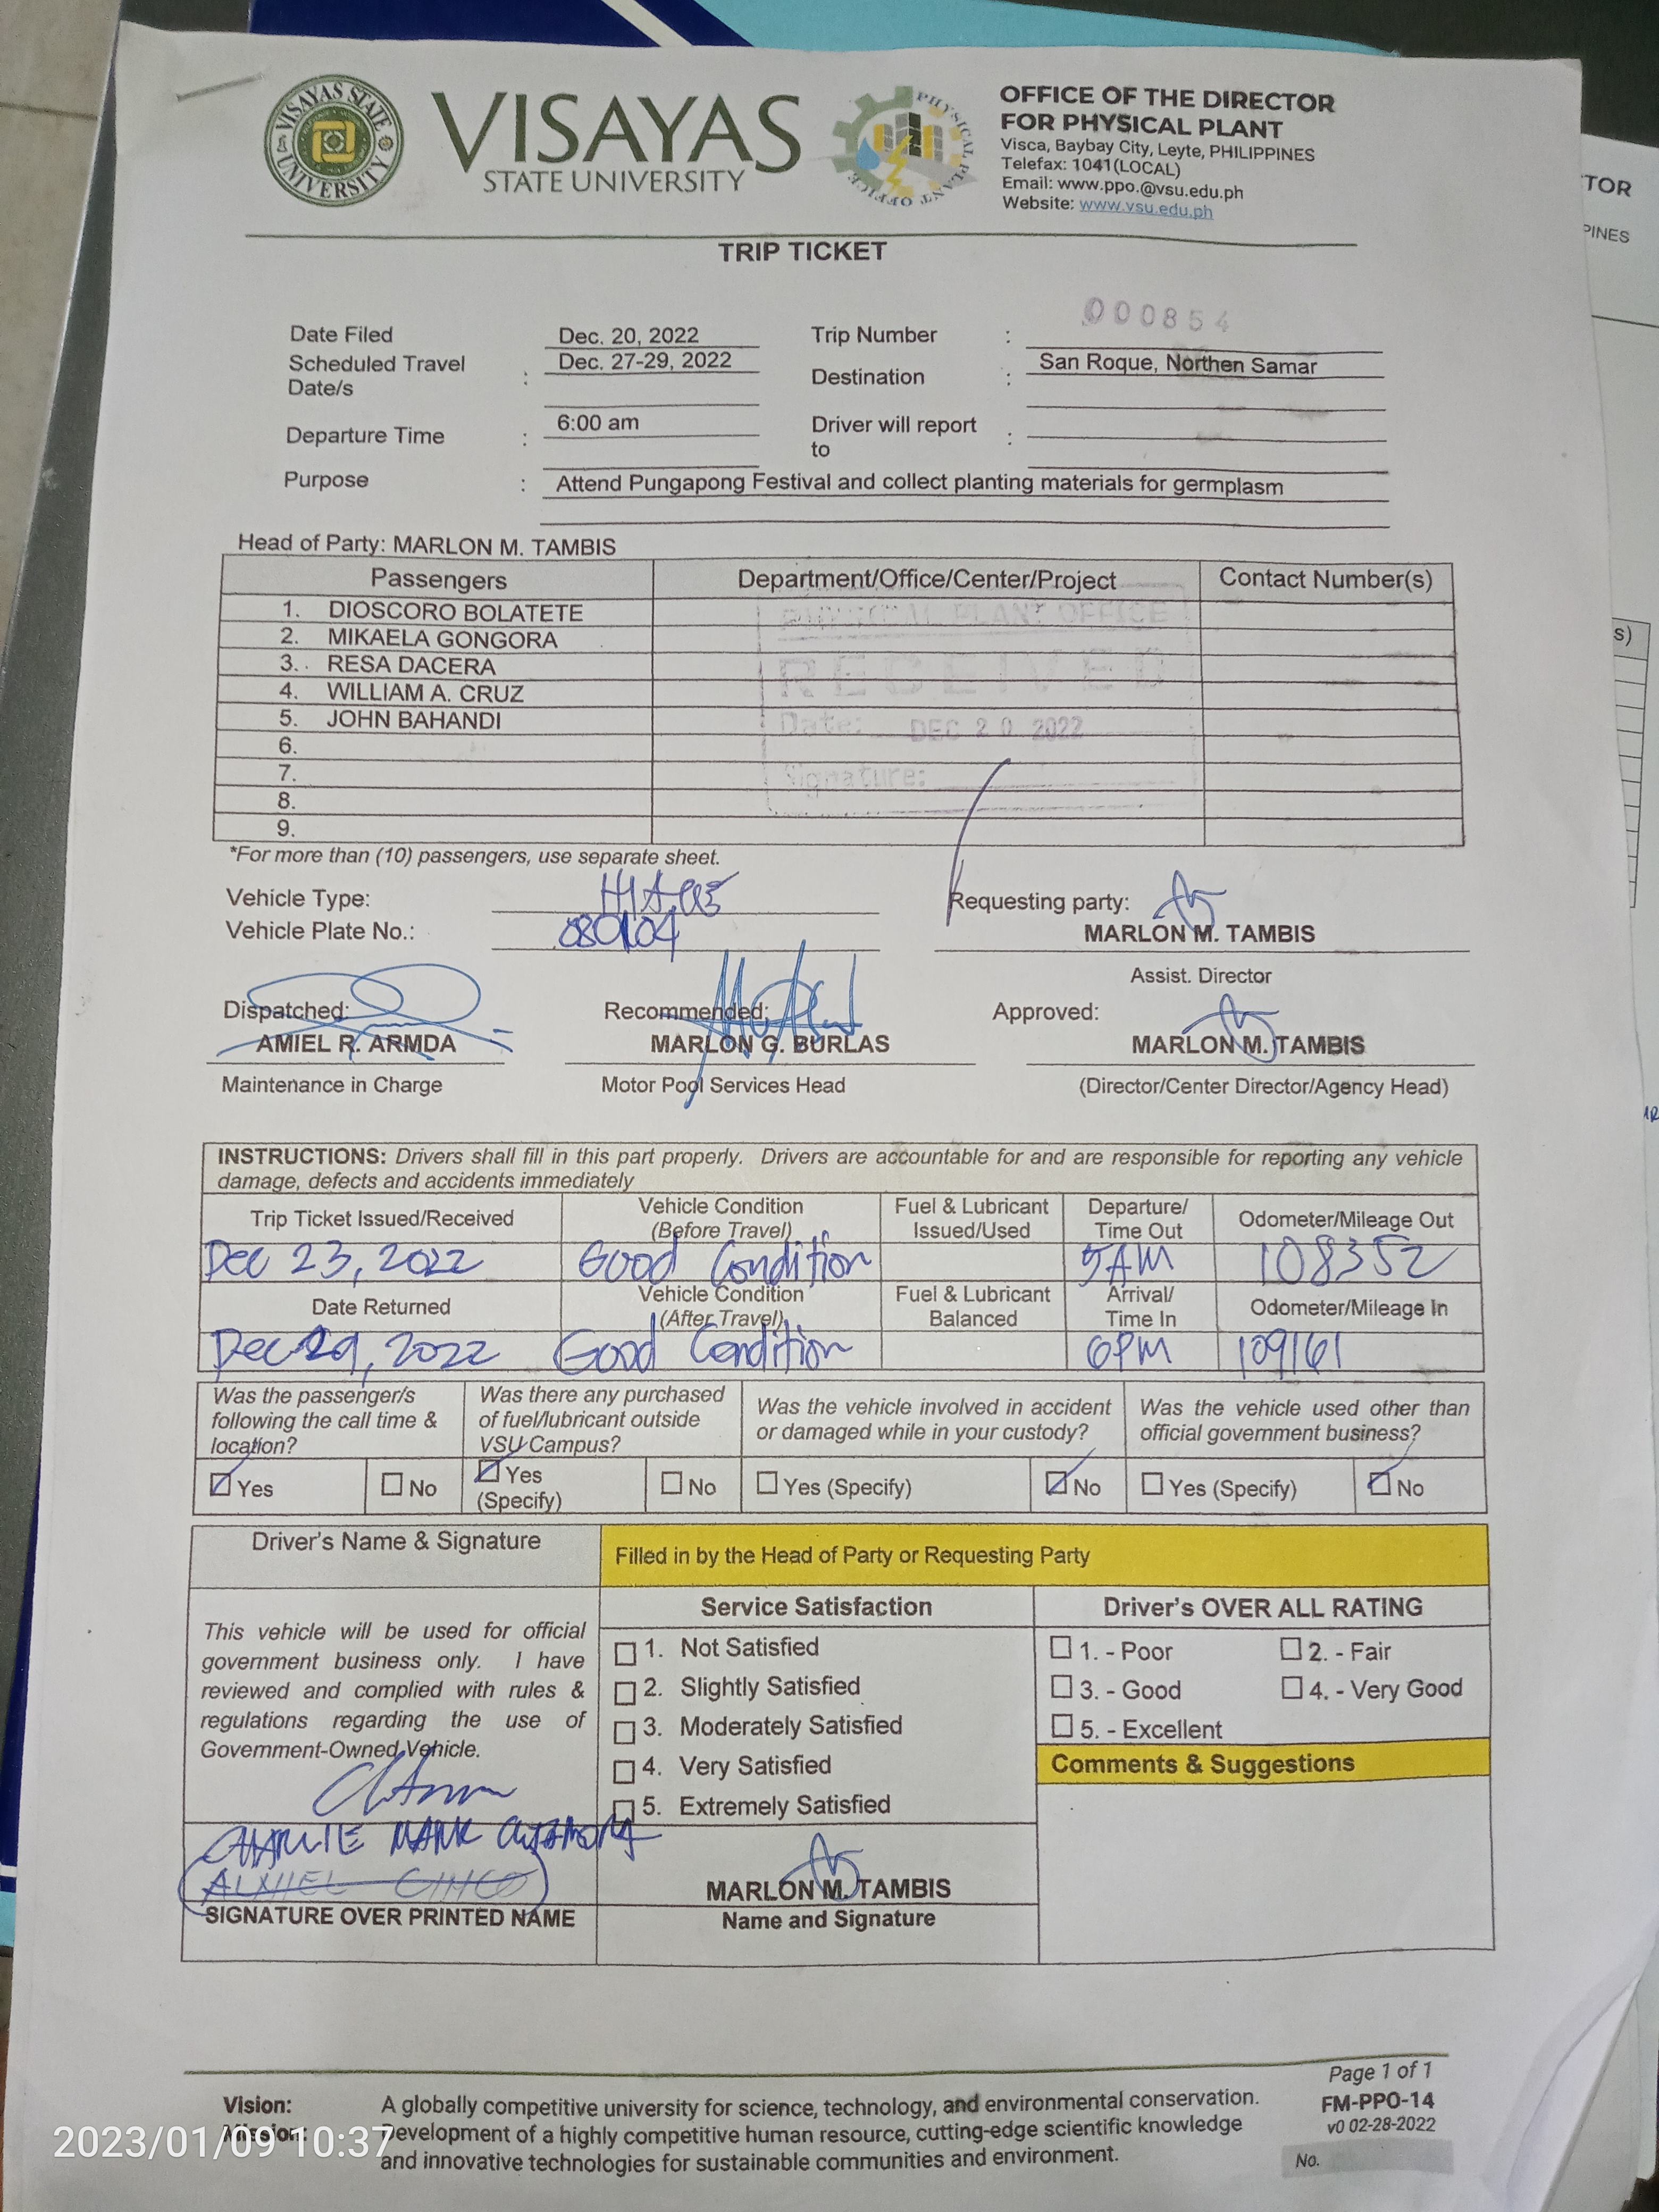 VISAYAS STATE UNIVERSITY
VISAYAS
STATE UNIVERSITY
PHYSICAL PLANT OFFICE
OFFICE OF THE DIRECTOR
FOR PHYSICAL PLANT
Visca, Baybay City, Leyte, PHILIPPINES
Telefax: 1041(LOCAL)
Email: www.ppo.@vsu.edu.ph
Website: www.vsu.edu.ph
TRIP TICKET
Date Filed Dec. 20, 2022 Trip Number : 000854
Scheduled Travel Date/s : Dec. 27-29, 2022 Destination : San Roque, Northen Samar
Departure Time : 6:00 am Driver will report to :
Purpose : Attend Pungapong Festival and collect planting materials for germplasm
Head of Party: MARLON M. TAMBIS
Passengers Department/Office/Center/Project Contact Number(s)
1. DIOSCORO BOLATETE
2. MIKAELA GONGORA
3. RESA DACERA
4. WILLIAM A. CRUZ
5. JOHN BAHANDI
6.
7.
8.
9.
PHYSICAL PLANT OFFICE
RECEIVED
Date: DEC 20 2022
Signature:
*For more than (10) passengers, use separate sheet.
Vehicle Type: HIACE Requesting party:
Vehicle Plate No.: MARLON M. TAMBIS
Assist. Director
Dispatched: Recommended: Approved:
AMIEL R. ARMDA MARLON G. BURLAS MARLON M. TAMBIS
Maintenance in Charge Motor Pool Services Head (Director/Center Director/Agency Head)
INSTRUCTIONS: Drivers shall fill in this part properly. Drivers are accountable for and are responsible for reporting any vehicle
damage, defects and accidents immediately
Trip Ticket Issued/Received Vehicle Condition (Before Travel) Fuel & Lubricant Issued/Used Departure/ Time Out Odometer/Mileage Out
Dec 23, 2022 Good Condition 5AM 108352
Date Returned Vehicle Condition (After Travel) Fuel & Lubricant Balanced Arrival/ Time In Odometer/Mileage In
Dec 29, 2022 Good Condition 6PM 109161
Was the passenger/s following the call time & location? Was there any purchased of fuel/lubricant outside VSU Campus? Was the vehicle involved in accident or damaged while in your custody? Was the vehicle used other than official government business?
Yes No Yes (Specify) No Yes (Specify) No Yes (Specify) No
Driver's Name & Signature
Filled in by the Head of Party or Requesting Party
This vehicle will be used for official
government business only. I have
reviewed and complied with rules &
regulations regarding the use of
Government-Owned Vehicle.
CHARLIE MARK
SIGNATURE OVER PRINTED NAME
Service Satisfaction
1. Not Satisfied
2. Slightly Satisfied
3. Moderately Satisfied
4. Very Satisfied
5. Extremely Satisfied
MARLON M. TAMBIS
Name and Signature
Driver's OVER ALL RATING
1. - Poor 2. - Fair
3. - Good 4. - Very Good
5. - Excellent
Comments & Suggestions
Page 1 of 1
FM-PPO-14
v0 02-28-2022
No.
Vision: A globally competitive university for science, technology, and environmental conservation.
Mission: Development of a highly competitive human resource, cutting-edge scientific knowledge
and innovative technologies for sustainable communities and environment.
2023/01/09 10:37
TOR
PINES
s)